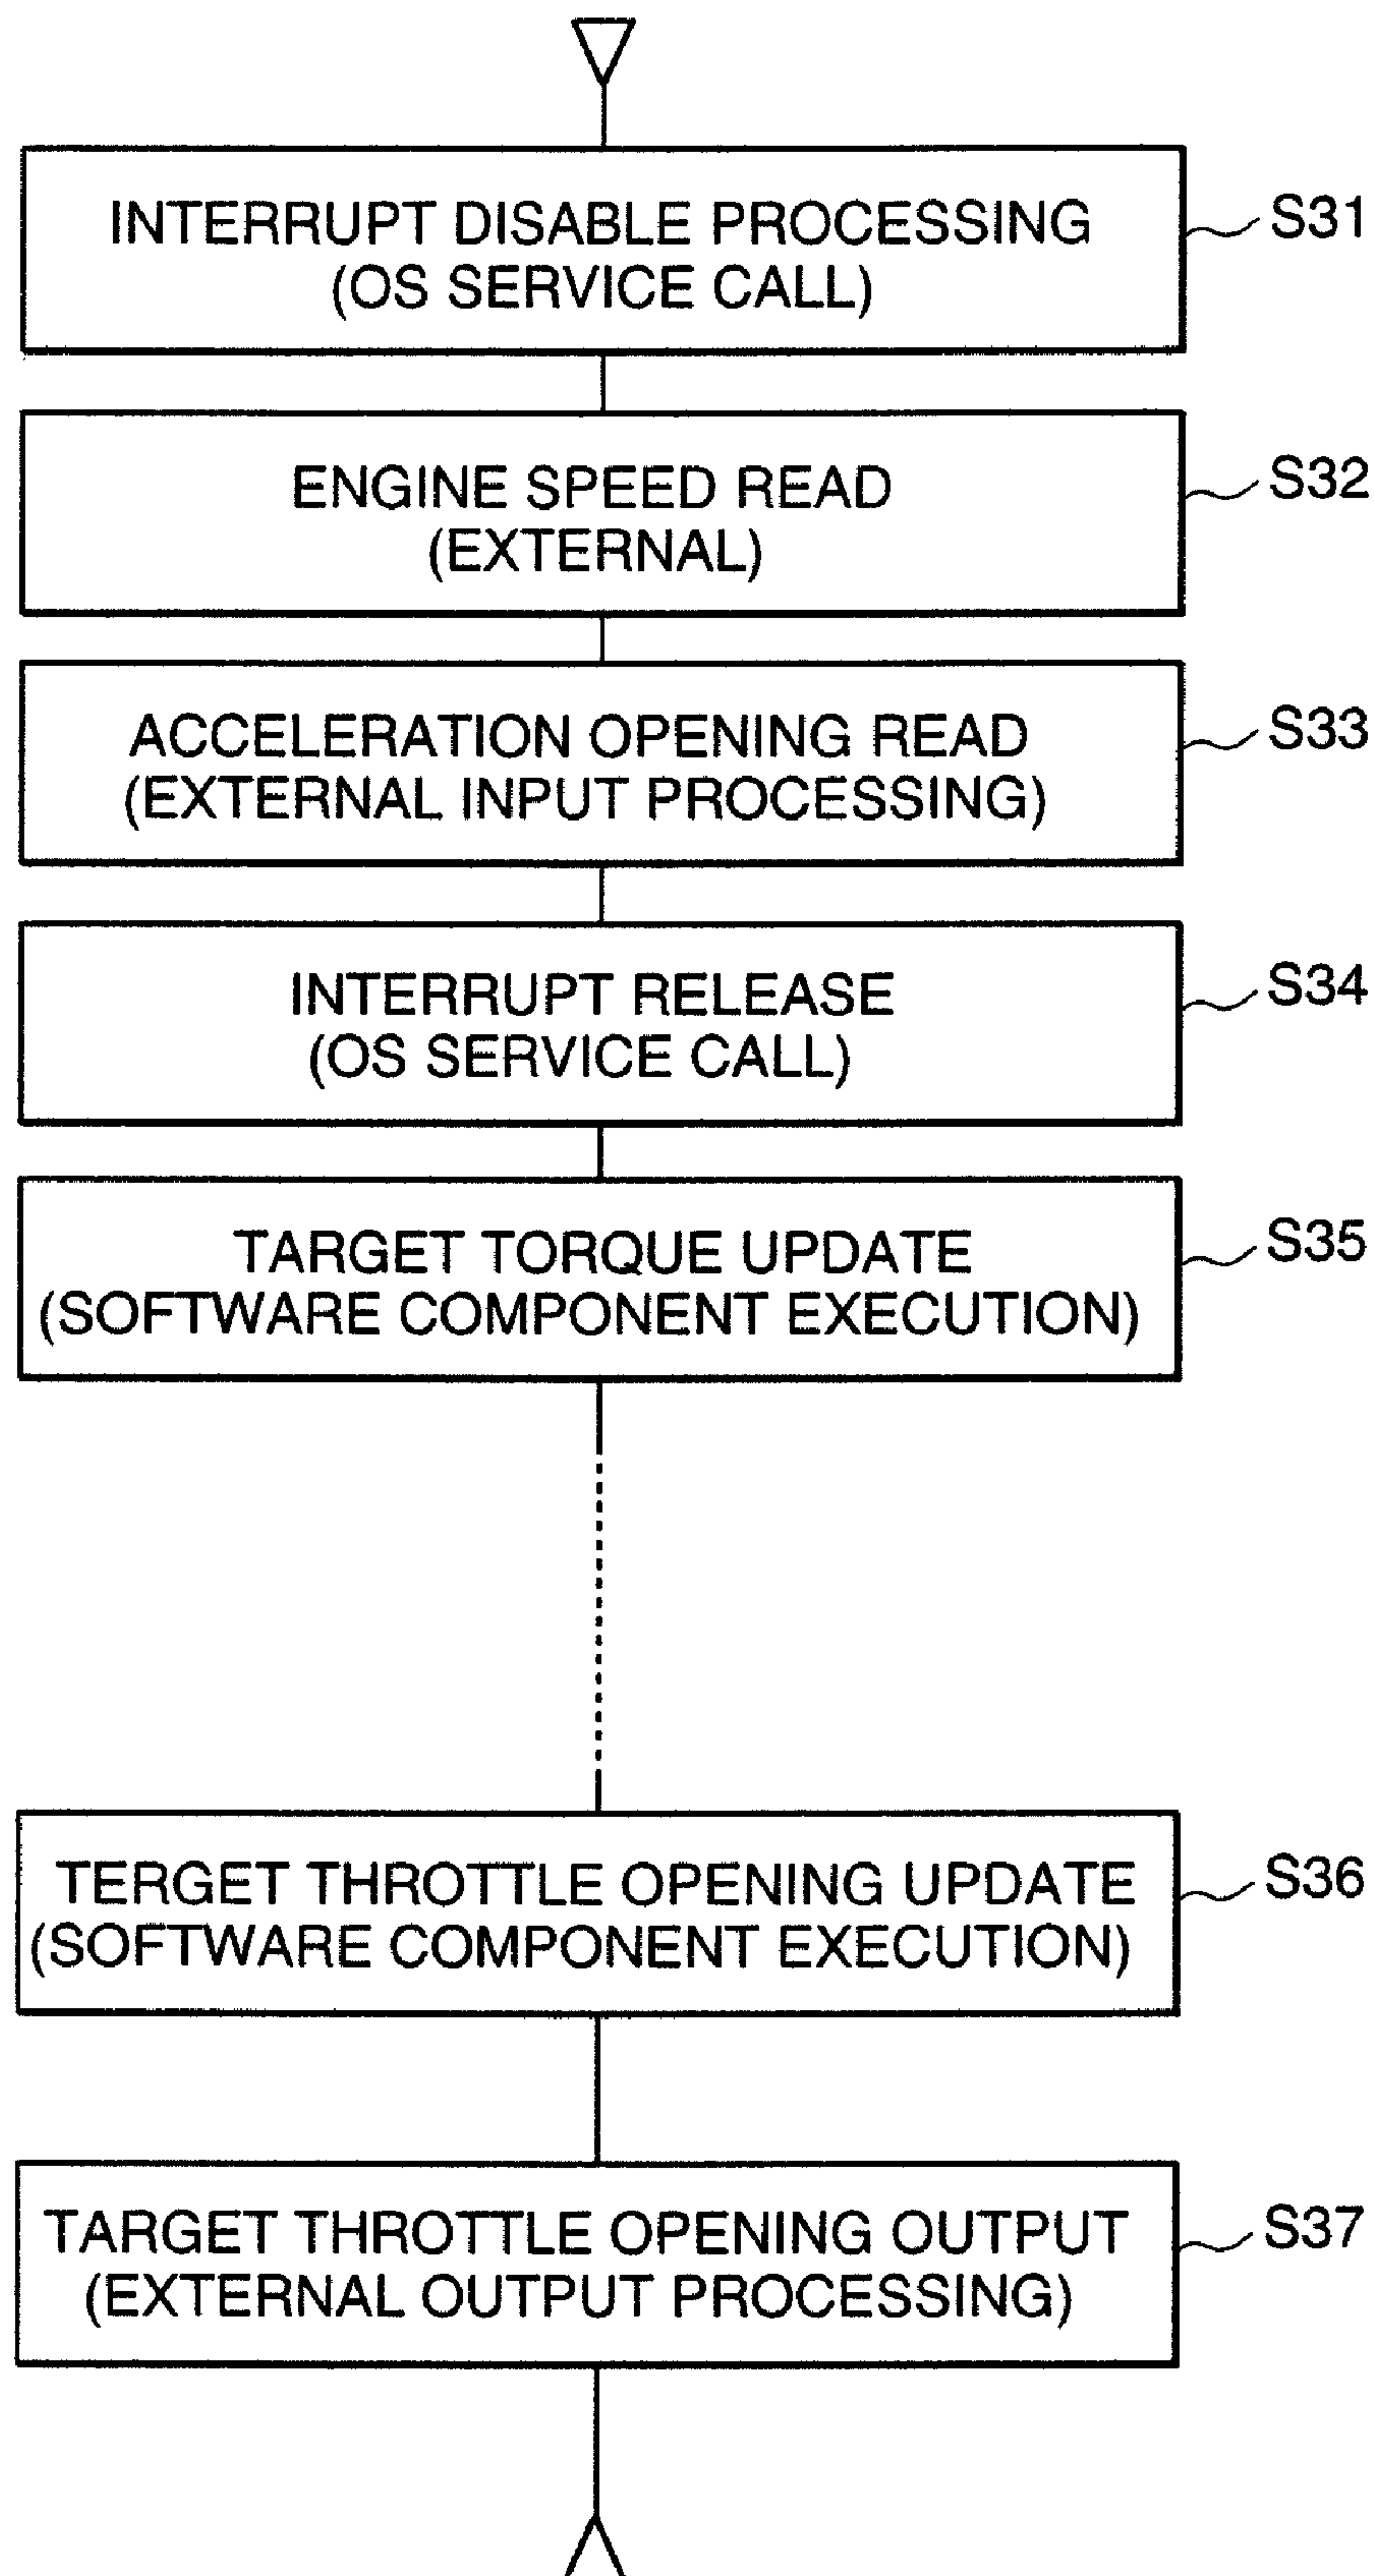 INTERRUPT DISABLE PROCESSING
(OS SERVICE CALL)
S31
ENGINE SPEED READ
(EXTERNAL)
S32
ACCELERATION OPENING READ
(EXTERNAL INPUT PROCESSING)
S33
INTERRUPT RELEASE
(OS SERVICE CALL)
S34
TARGET TORQUE UPDATE
(SOFTWARE COMPONENT EXECUTION)
S35
TERGET THROTTLE OPENING UPDATE
(SOFTWARE COMPONENT EXECUTION)
S36
TARGET THROTTLE OPENING OUTPUT
(EXTERNAL OUTPUT PROCESSING)
S37